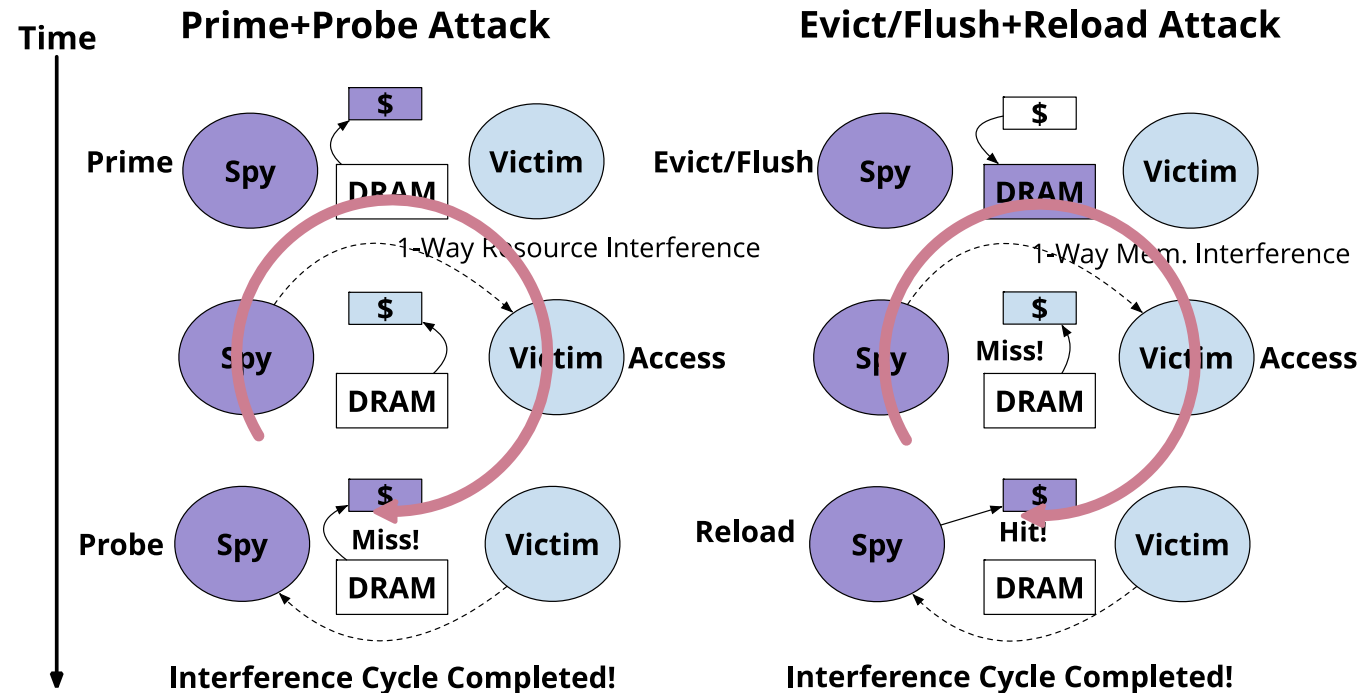 Time
Prime+Probe Attack
Prime
Spy
$
DRAM
Victim
1-Way Resource Interference
Spy
$
DRAM
Victim
Access
Probe
Spy
$
Miss!
DRAM
Victim
Interference Cycle Completed!
Evict/Flush+Reload Attack
Evict/Flush
Spy
$
DRAM
Victim
1-Way Mem. Interference
Spy
$
Miss!
DRAM
Victim
Access
Reload
Spy
$
Hit!
DRAM
Victim
Interference Cycle Completed!